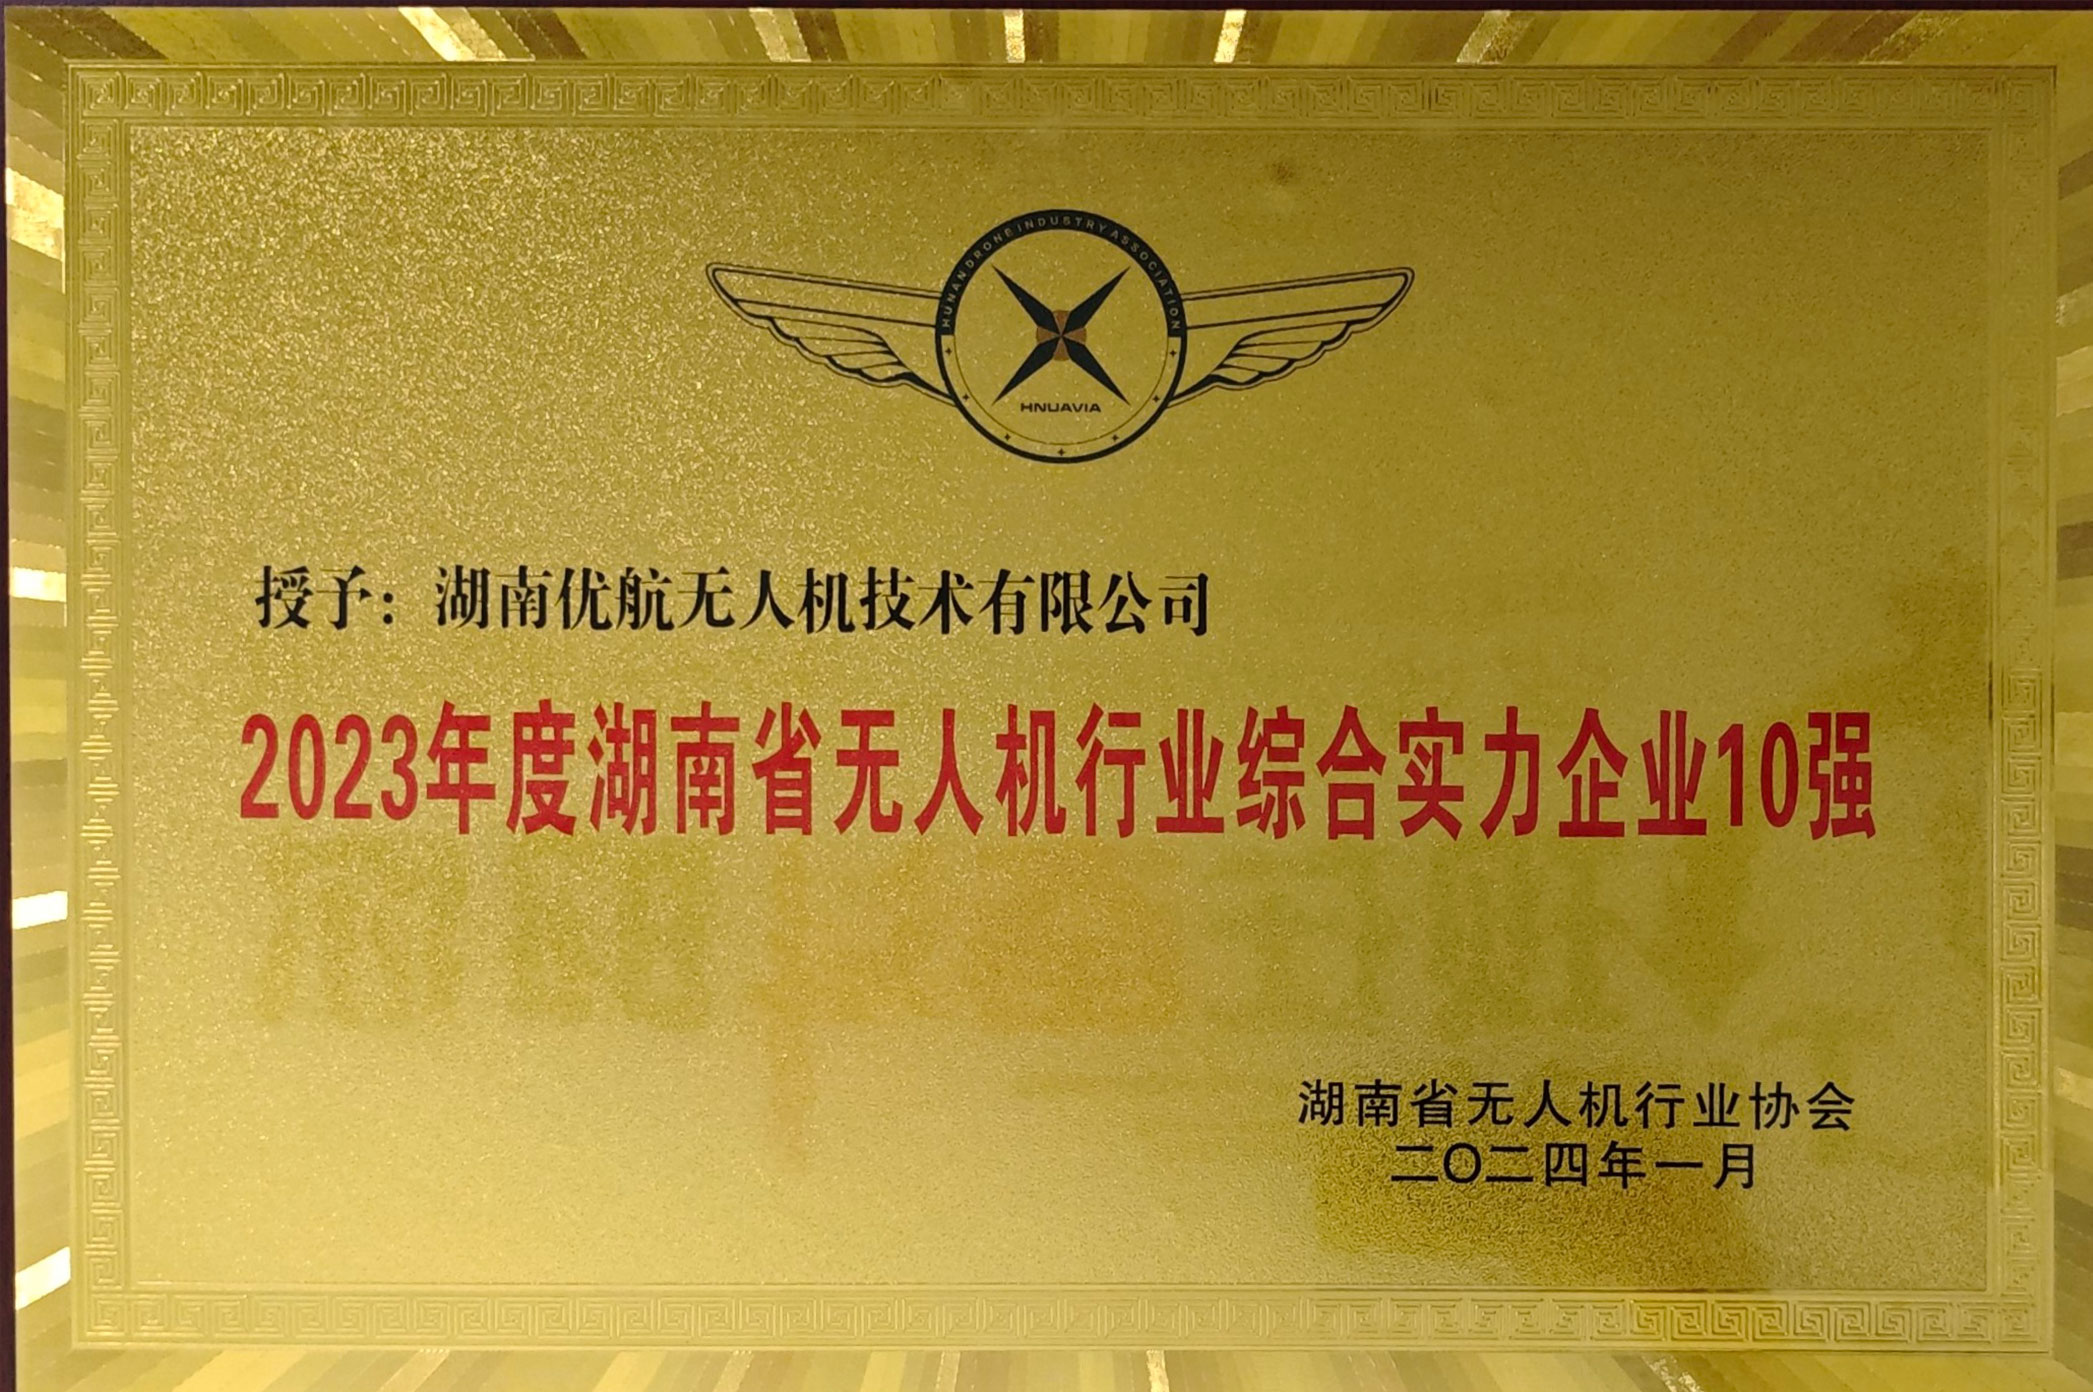 HUNAN DRONE INDUSTRY ASSOCIATION
HNUAVIA
授予：湖南优航无人机技术有限公司
2023年度湖南省无人机行业综合实力企业10强
湖南省无人机行业协会
二〇二四年一月